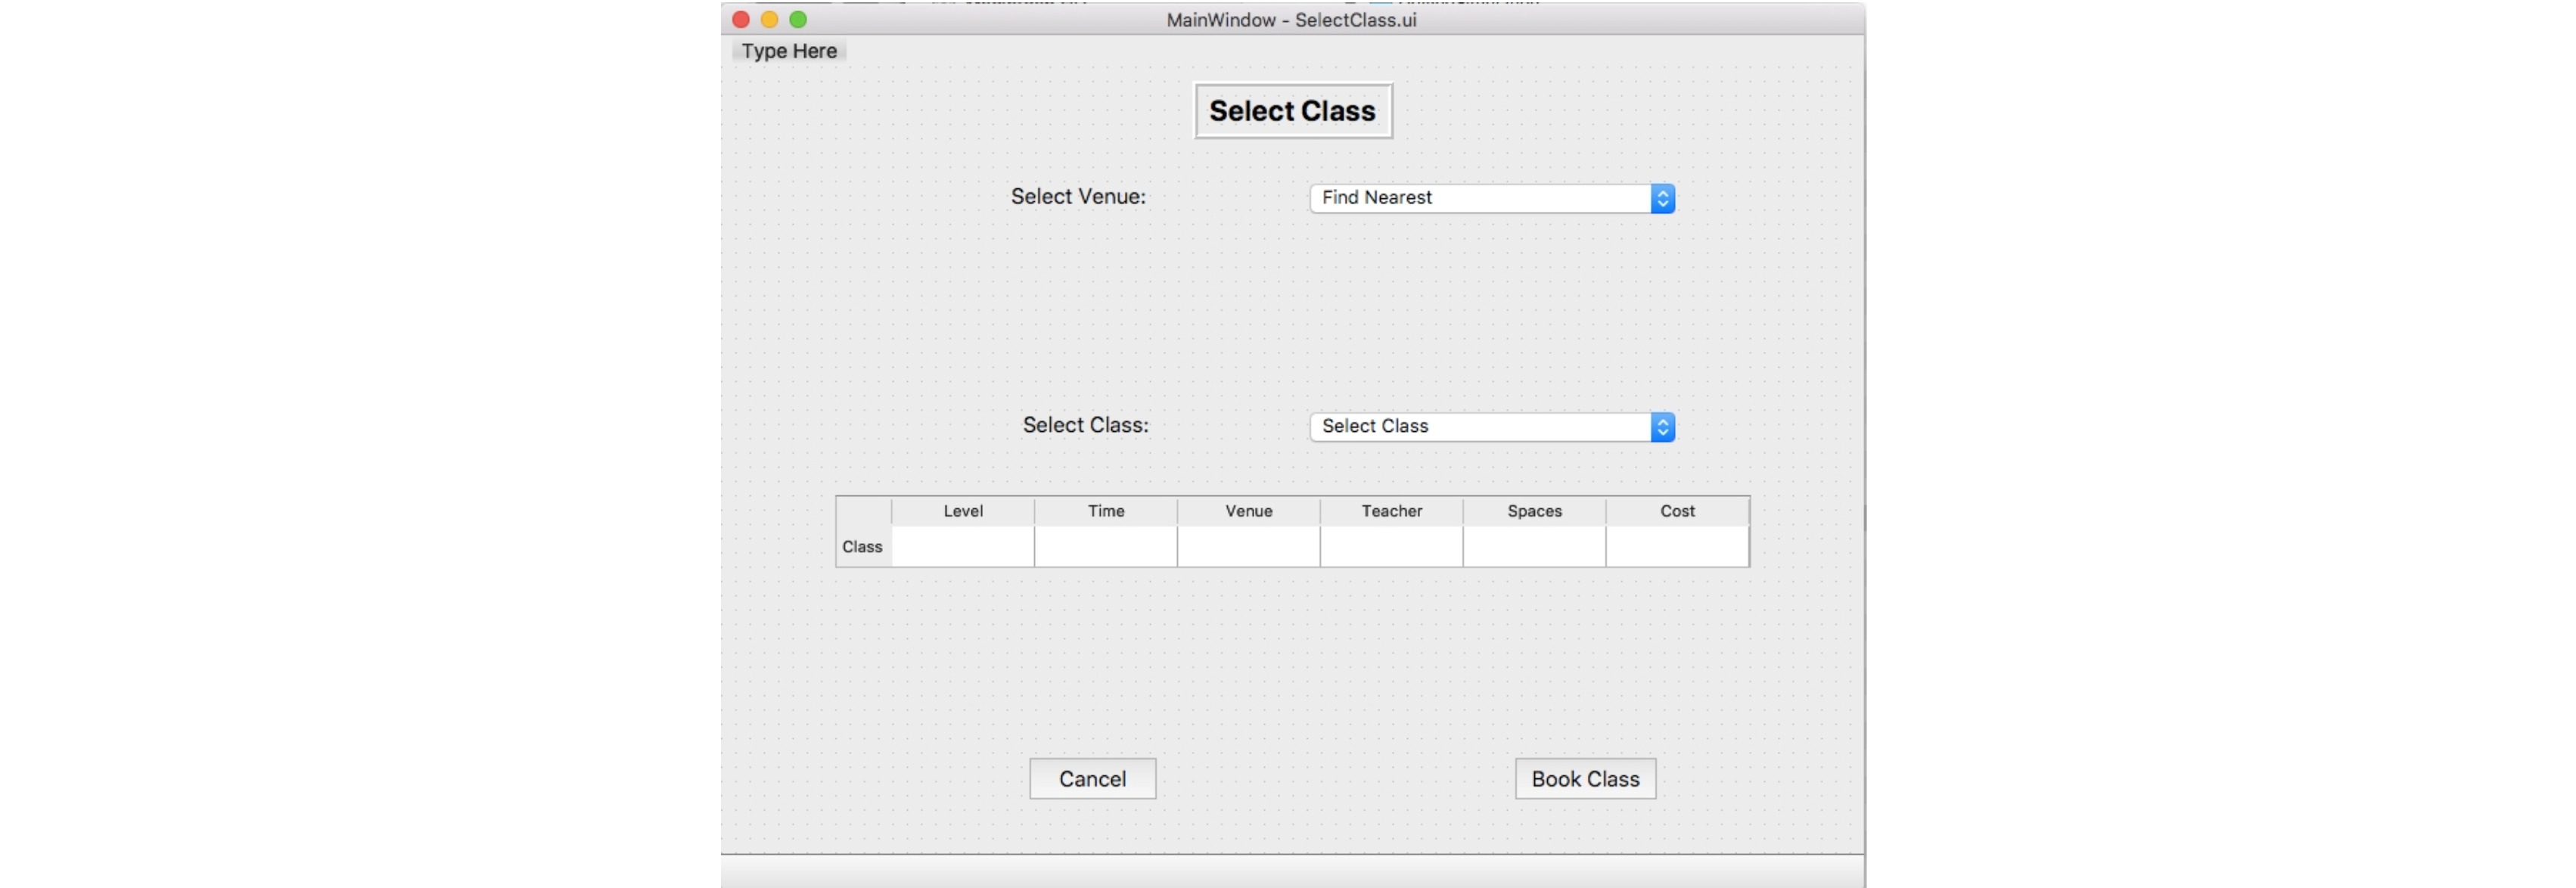 MainWindow - SelectClass.ui
Type Here
Select Class
Select Venue: Find Nearest
Select Class: Select Class
Level Time Venue Teacher Spaces Cost
Class
Cancel Book Class